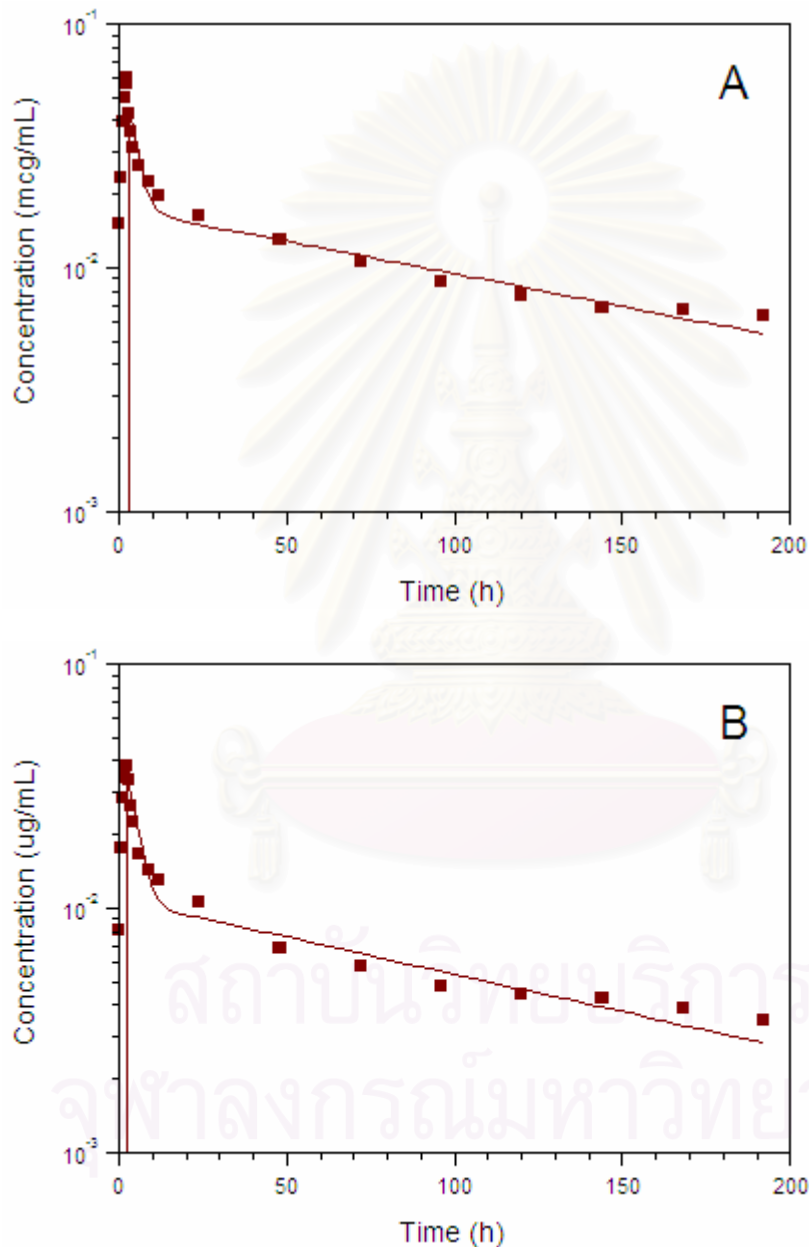 A
10⁻¹
10⁻²
10⁻³
Concentration (mcg/mL)
0 50 100 150 200
Time (h)
B
10⁻¹
10⁻²
10⁻³
Concentration (ug/mL)
0 50 100 150 200
Time (h)
สถาบันวิทยบริการ
จุฬาลงกรณ์มหาวิทย